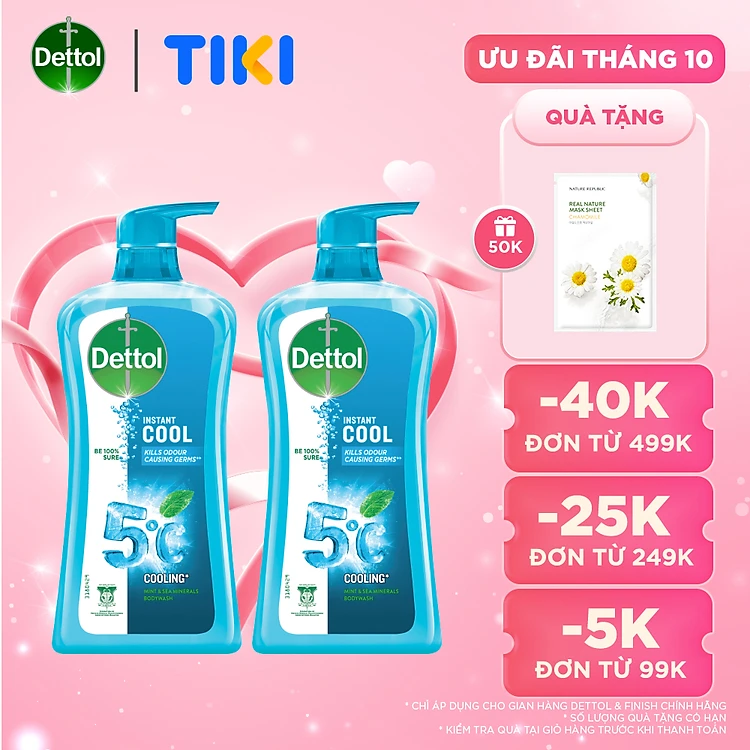 Dettol
TIKI
ƯU ĐÃI THÁNG 10
QUÀ TẶNG
NATURE REPUBLIC
REAL NATURE
MASK SHEET
CHAMOMILE
50K
-40K
ĐƠN TỪ 499K
-25K
ĐƠN TỪ 249K
-5K
ĐƠN TỪ 99K
Dettol
INSTANT
COOL
KILLS ODOUR
CAUSING GERMS**
BE 100%
SURE
5°C
COOLING*
MINT & SEA MINERALS
BODYWASH
Dettol
INSTANT
COOL
KILLS ODOUR
CAUSING GERMS**
BE 100%
SURE
5°C
COOLING*
MINT & SEA MINERALS
BODYWASH
* CHỈ ÁP DỤNG CHO GIAN HÀNG DETTOL & FINISH CHÍNH HÃNG
* SỐ LƯỢNG QUÀ TẶNG CÓ HẠN
* KIỂM TRA QUÀ TẠI GIỎ HÀNG TRƯỚC KHI THANH TOÁN